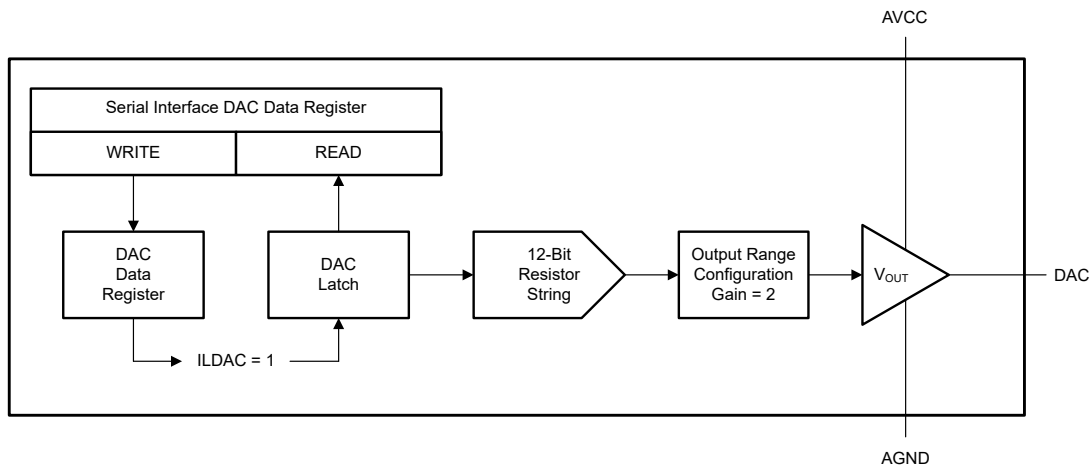 AVCC
Serial Interface DAC Data Register
WRITE
READ
DAC
Data
Register
DAC
Latch
12-Bit
Resistor
String
Output Range
Configuration
Gain = 2
VOUT
DAC
ILDAC = 1
AGND